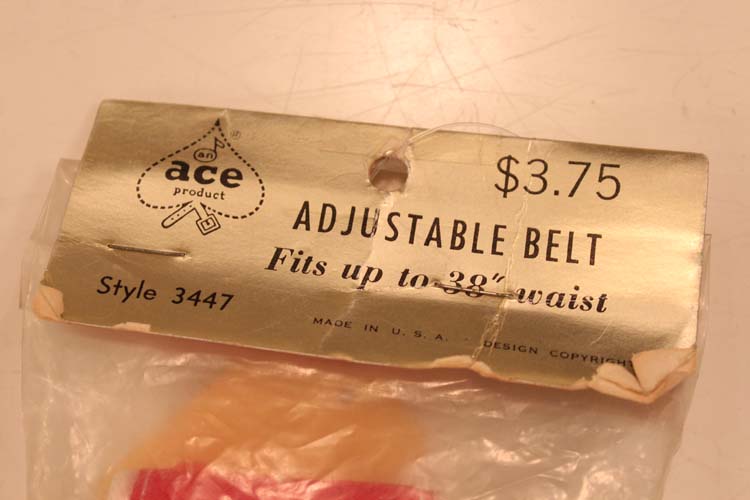 an
ace
product
®
$3.75
ADJUSTABLE BELT
Fits up to 38″ waist
Style 3447
MADE IN U. S. A. · DESIGN COPYRIGHT